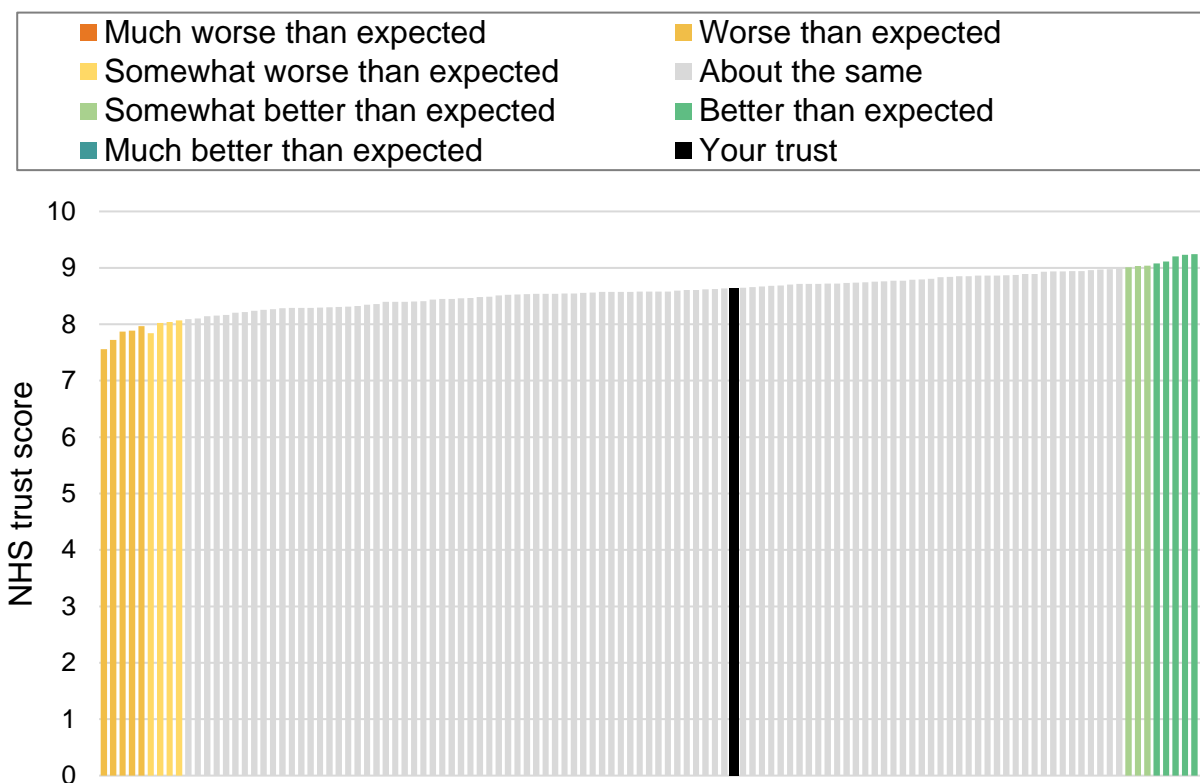 Much worse than expected Worse than expected
Somewhat worse than expected About the same
Somewhat better than expected Better than expected
Much better than expected Your trust
10
9
8
7
6
5
4
3
2
1
0
NHS trust score